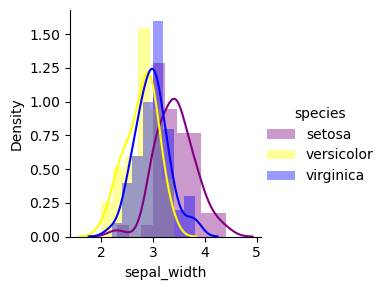 1.50
1.25
1.00
0.75
0.50
0.25
0.00
Density
2
3
4
5
sepal_width
species
setosa
versicolor
virginica